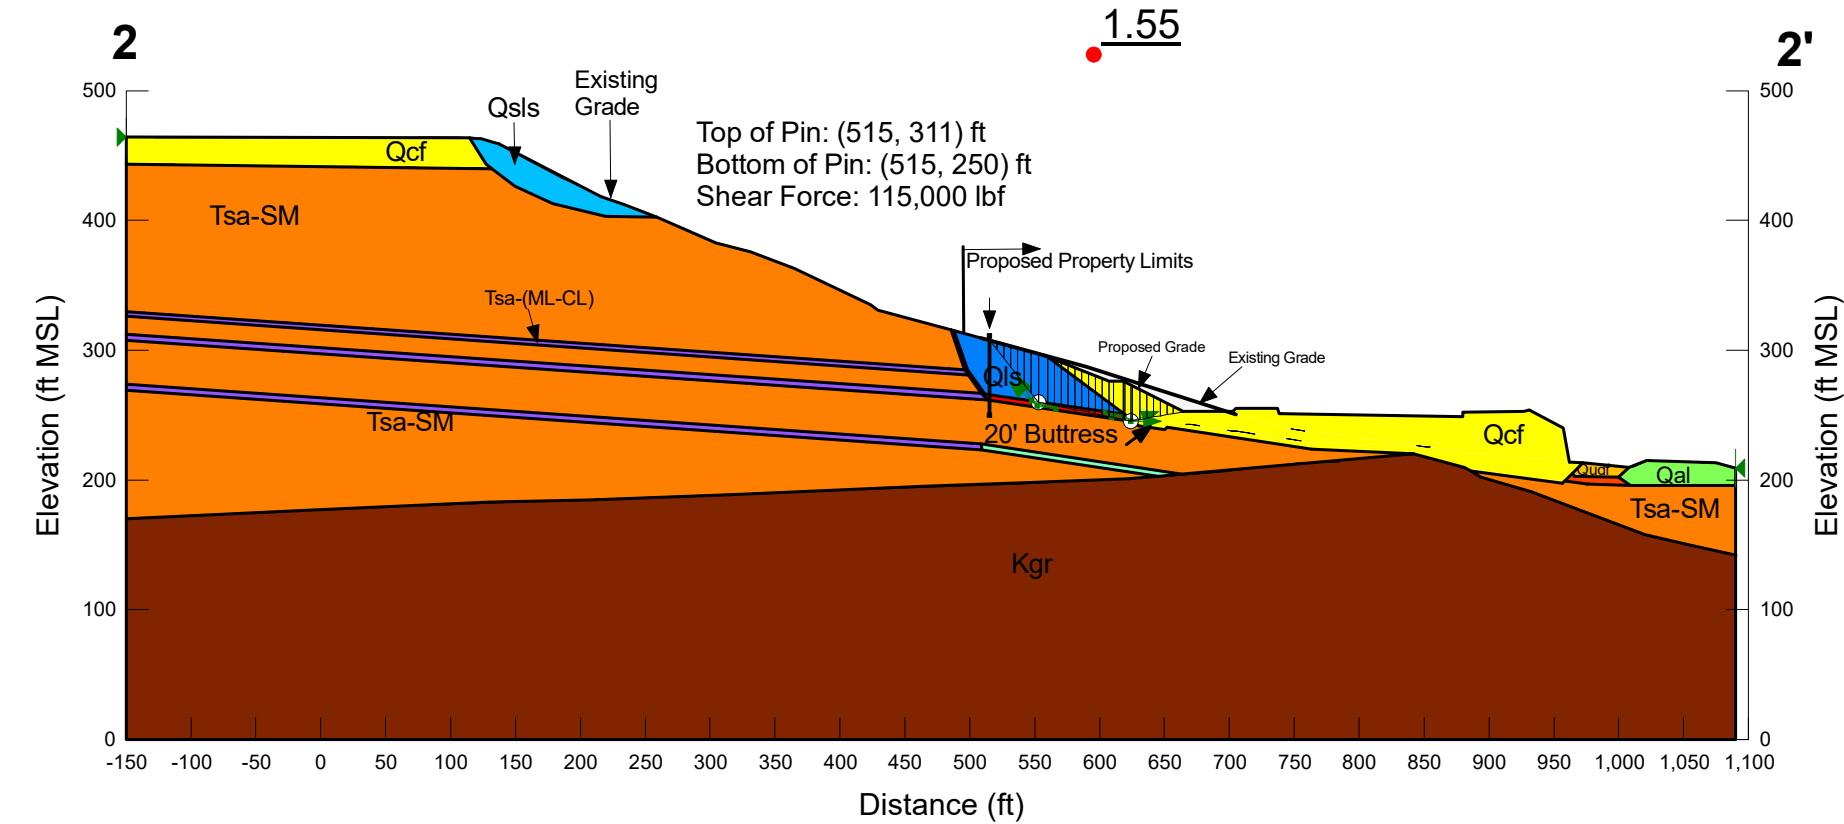 1.55
2
2'
Existing
Grade
Qsls
Top of Pin: (515, 311) ft
Bottom of Pin: (515, 250) ft
Shear Force: 115,000 lbf
Qcf
Tsa-SM
Proposed Property Limits
Tsa-(ML-CL)
Proposed Grade
Existing Grade
Qls
Tsa-SM
20' Buttress
Qcf
Qudf
Qal
Tsa-SM
Kgr
Elevation (ft MSL)
500
400
300
200
100
0
500
400
300
200
100
0
Elevation (ft MSL)
-150 -100 -50 0 50 100 150 200 250 300 350 400 450 500 550 600 650 700 750 800 850 900 950 1,000 1,050 1,100
Distance (ft)